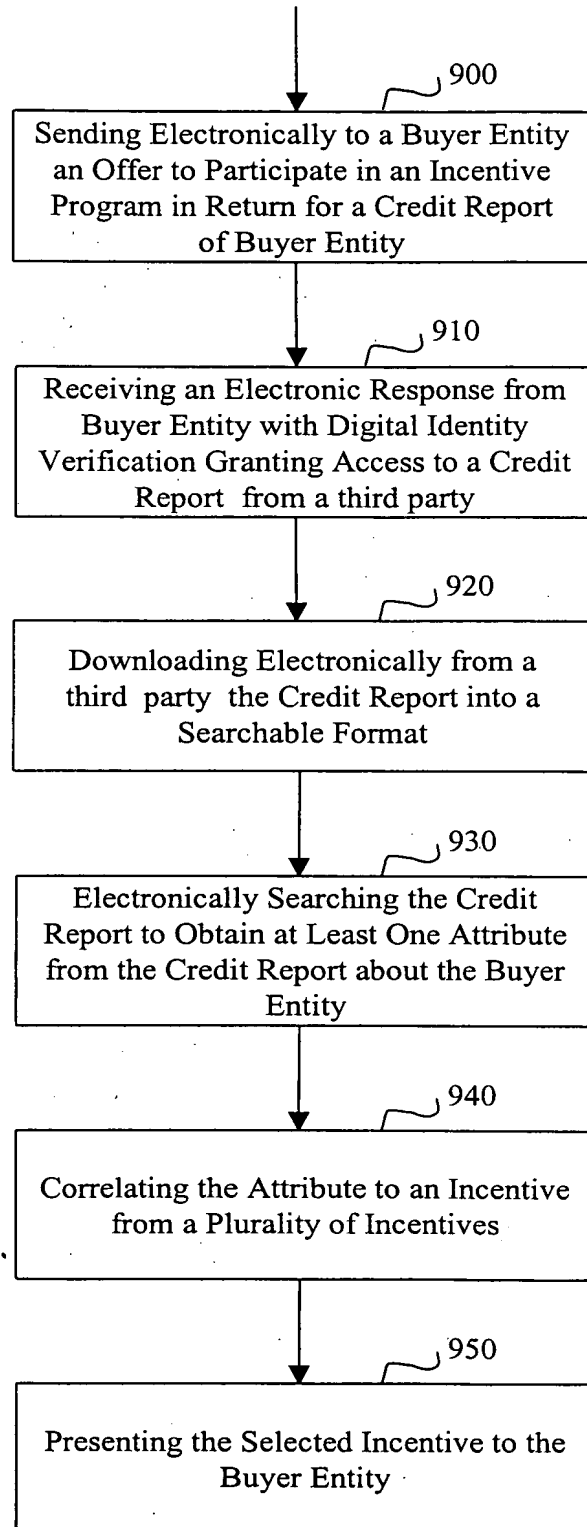 900
Sending Electronically to a Buyer Entity
an Offer to Participate in an Incentive
Program in Return for a Credit Report
of Buyer Entity
910
Receiving an Electronic Response from
Buyer Entity with Digital Identity
Verification Granting Access to a Credit
Report from a third party
920
Downloading Electronically from a
third party the Credit Report into a
Searchable Format
930
Electronically Searching the Credit
Report to Obtain at Least One Attribute
from the Credit Report about the Buyer
Entity
940
Correlating the Attribute to an Incentive
from a Plurality of Incentives
950
Presenting the Selected Incentive to the
Buyer Entity